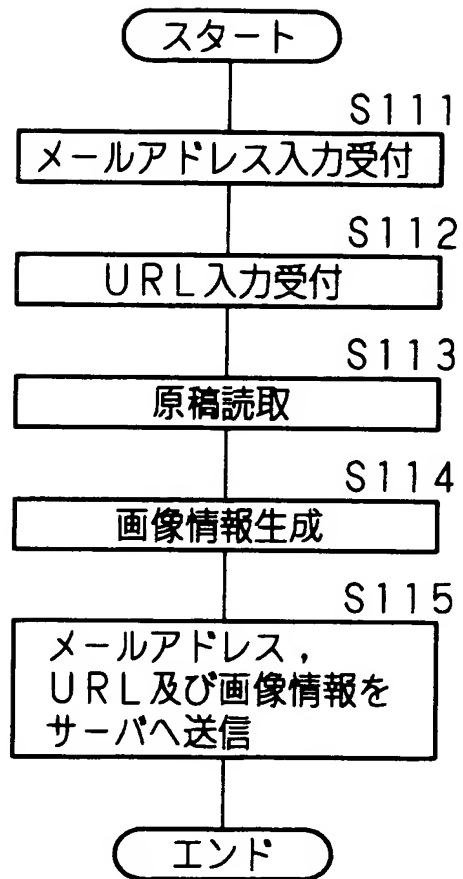 スタート
S111
メールアドレス入力受付
S112
URL入力受付
S113
原稿読取
S114
画像情報生成
S115
メールアドレス,
URL及び画像情報を
サーバへ送信
エンド